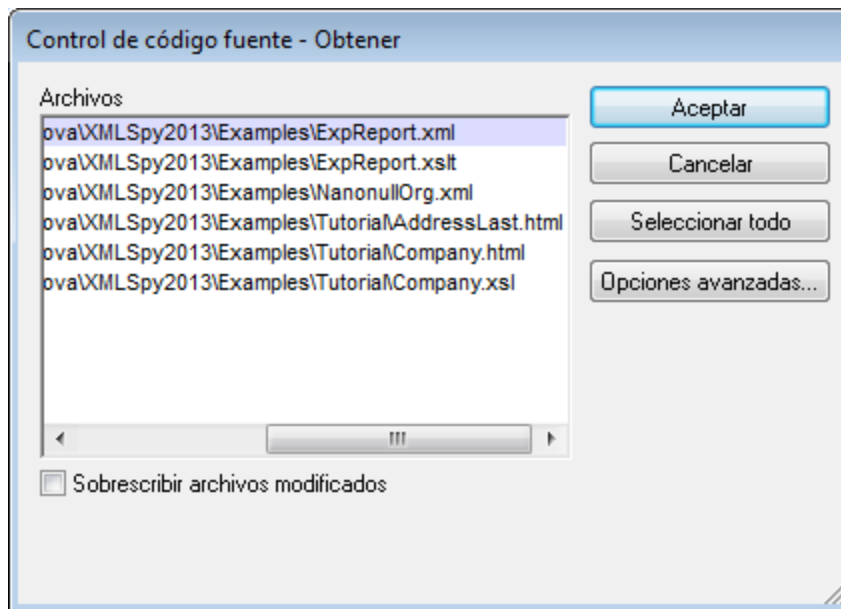 Control de código fuente - Obtener
Archivos
ova\XMLSpy2013\Examples\ExpReport.xml
ova\XMLSpy2013\Examples\ExpReport.xslt
ova\XMLSpy2013\Examples\NanonullOrg.xml
ova\XMLSpy2013\Examples\Tutorial\AddressLast.html
ova\XMLSpy2013\Examples\Tutorial\Company.html
ova\XMLSpy2013\Examples\Tutorial\Company.xsl
Sobrescribir archivos modificados
Aceptar
Cancelar
Seleccionar todo
Opciones avanzadas...